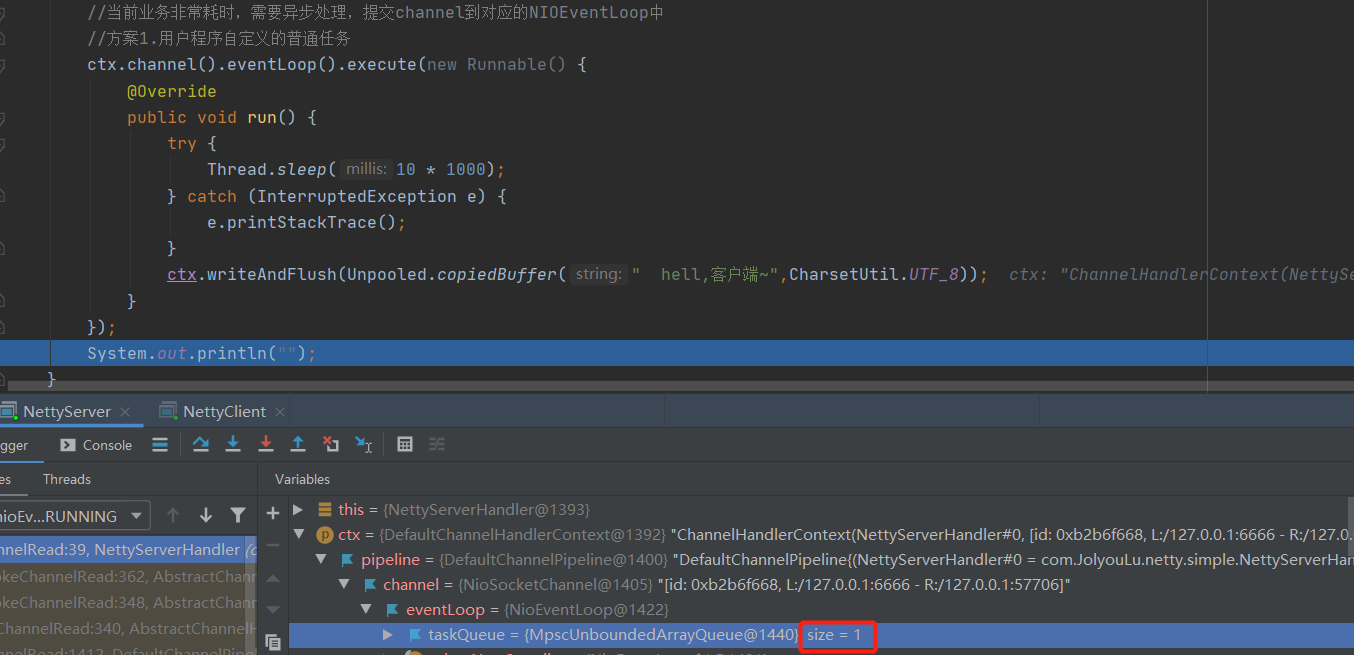 //当前业务非常耗时，需要异步处理，提交channel到对应的NIOEventLoop中
//方案1.用户程序自定义的普通任务
ctx.channel().eventLoop().execute(new Runnable() {
@Override
public void run() {
try {
Thread.sleep( millis: 10 * 1000);
} catch (InterruptedException e) {
e.printStackTrace();
}
ctx.writeAndFlush(Unpooled.copiedBuffer( string: "  hell,客户端~",CharsetUtil.UTF_8)); ctx: "ChannelHandlerContext(NettySe
}
});
System.out.println("");
}
NettyServer NettyClient
gger Console
es Threads Variables
nioEv...RUNNING
this = {NettyServerHandler@1393}
ctx = {DefaultChannelHandlerContext@1392} "ChannelHandlerContext(NettyServerHandler#0, [id: 0xb2b6f668, L:/127.0.0.1:6666 - R:/127.0.0
nnelRead:39, NettyServerHandler (c
pipeline = {DefaultChannelPipeline@1400} "DefaultChannelPipeline{(NettyServerHandler#0 = com.JolyouLu.netty.simple.NettyServerHan
okeChannelRead:362, AbstractChann
channel = {NioSocketChannel@1405} "[id: 0xb2b6f668, L:/127.0.0.1:6666 - R:/127.0.0.1:57706]"
okeChannelRead:348, AbstractChann
eventLoop = {NioEventLoop@1422}
ChannelRead:340, AbstractChannelH
taskQueue = {MpscUnboundedArrayQueue@1440} size = 1